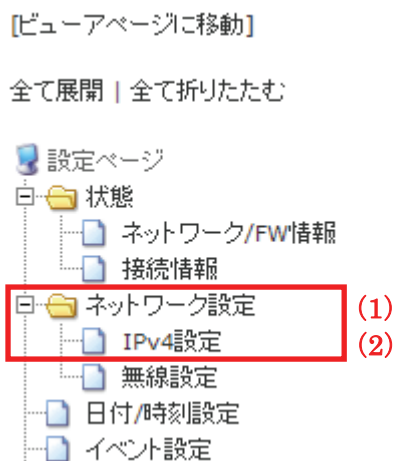 [ビューアページに移動]
全て展開 | 全て折りたたむ
設定ページ
状態
ネットワーク/FW情報
接続情報
ネットワーク設定 (1)
IPv4設定 (2)
無線設定
日付/時刻設定
イベント設定